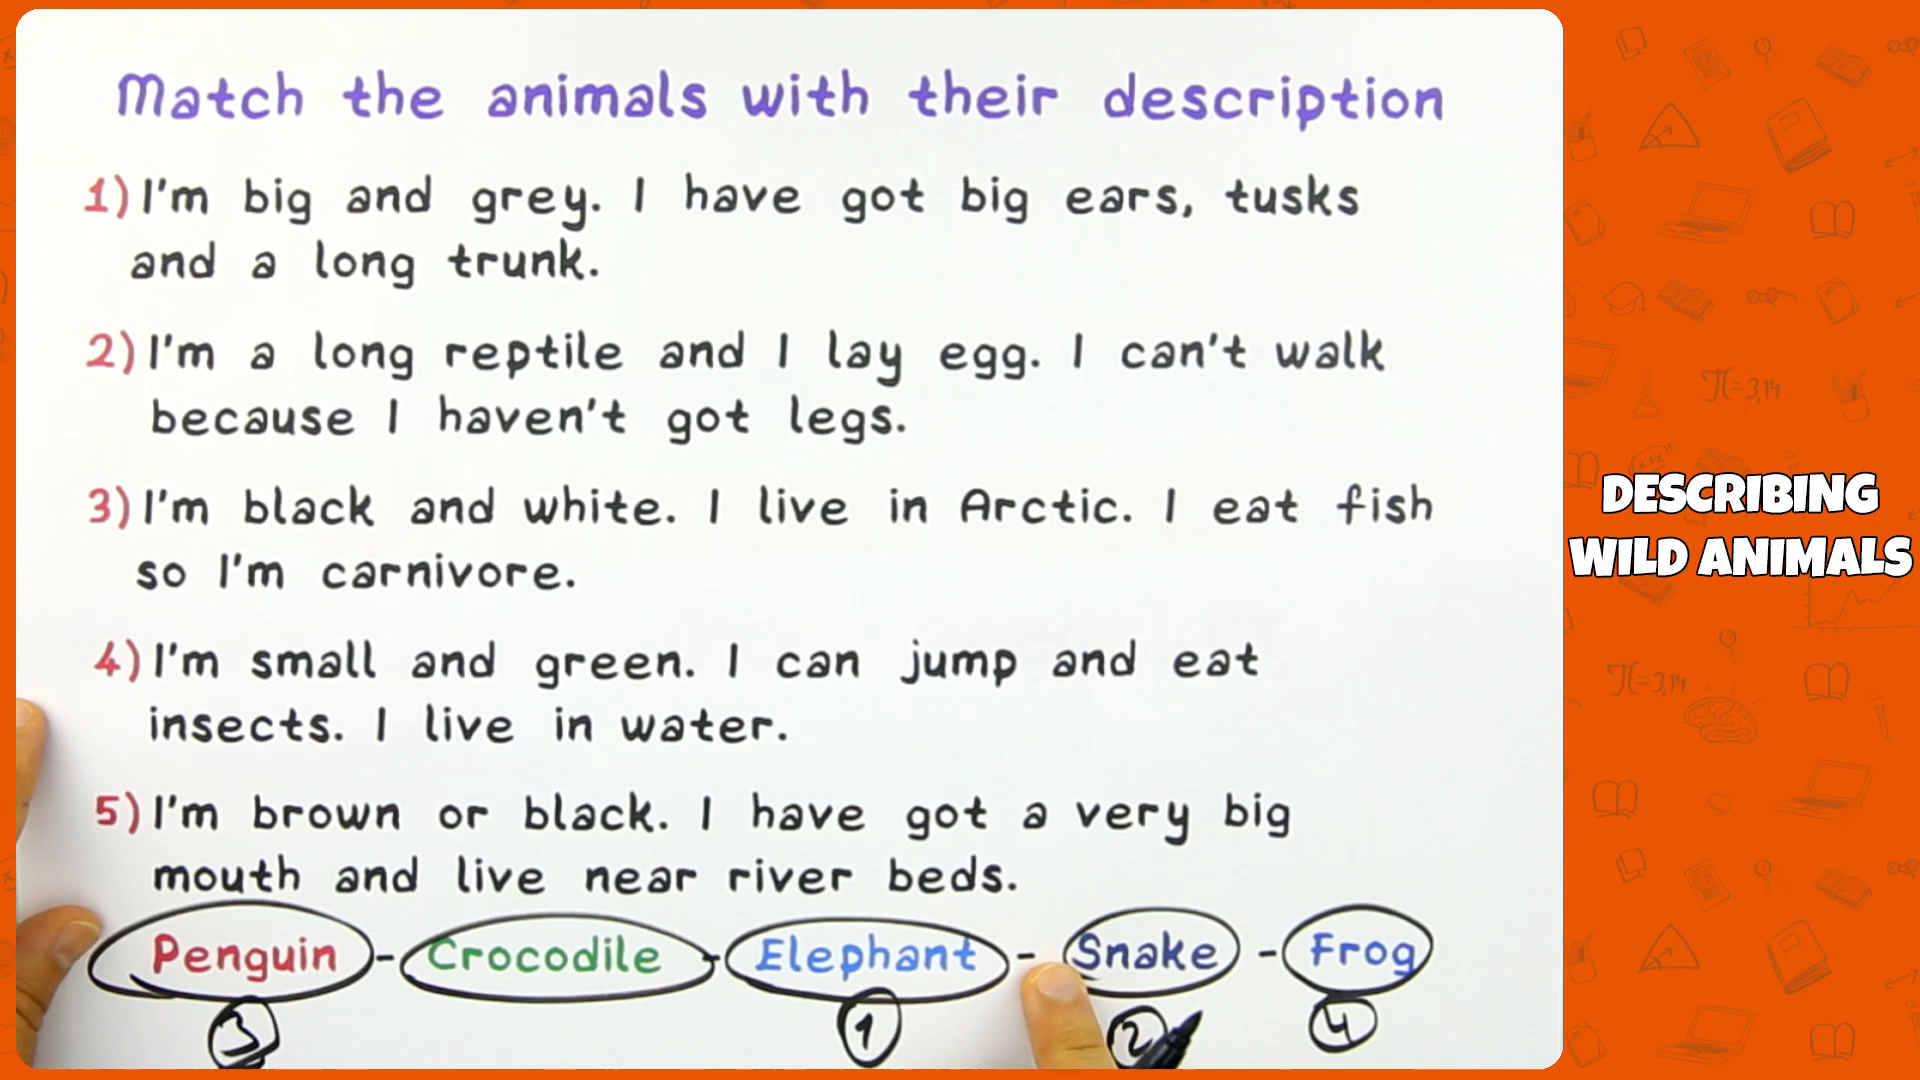 Match the animals with their description
1) I'm big and grey. I have got big ears, tusks
and a long trunk.
2) I'm a long reptile and I lay egg. I can't walk
because I haven't got legs.
3) I'm black and white. I live in Arctic. I eat fish
so I'm carnivore.
4) I'm small and green. I can jump and eat
insects. I live in water.
5) I'm brown or black. I have got a very big
mouth and live near river beds.
Penguin - Crocodile - Elephant - Snake - Frog
3 1 2 4
DESCRIBING
WILD ANIMALS
π=3,14
π=3,14